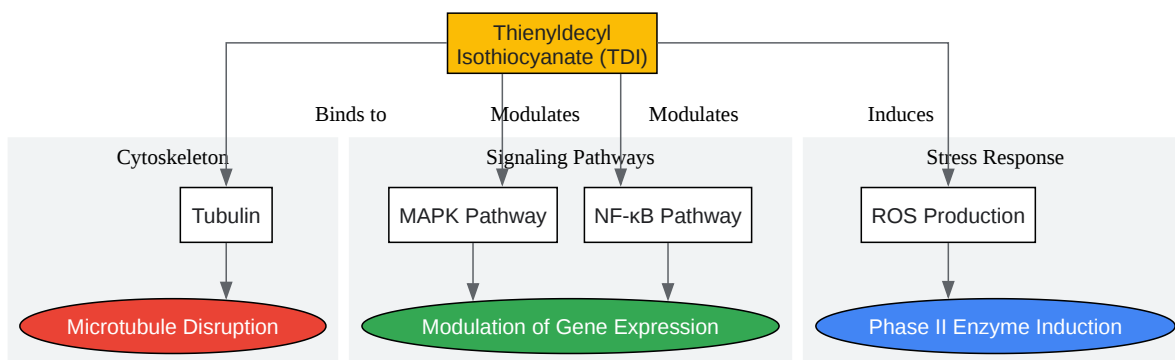 Thienyldecyl
Isothiocyanate (TDI)
Binds to
Modulates
Modulates
Induces
Cytoskeleton
Signaling Pathways
Stress Response
Tubulin
MAPK Pathway
NF-κB Pathway
ROS Production
Microtubule Disruption
Modulation of Gene Expression
Phase II Enzyme Induction